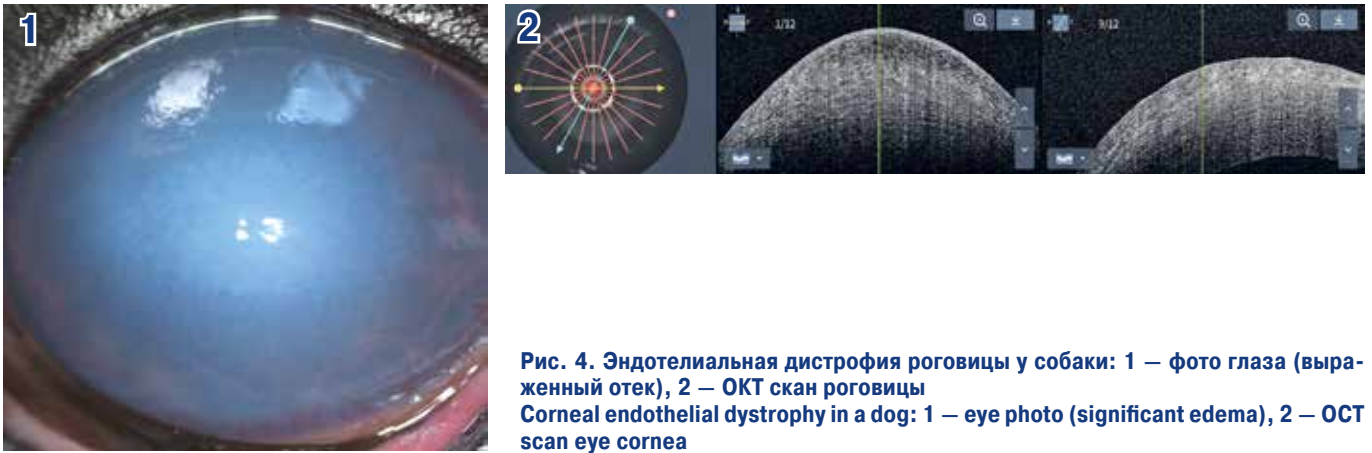 1
2
1/12
9/12
Рис. 4. Эндотелиальная дистрофия роговицы у собаки: 1 — фото глаза (выра-
женный отек), 2 — ОКТ скан роговицы
Corneal endothelial dystrophy in a dog: 1 — eye photo (significant edema), 2 — OCT
scan eye cornea